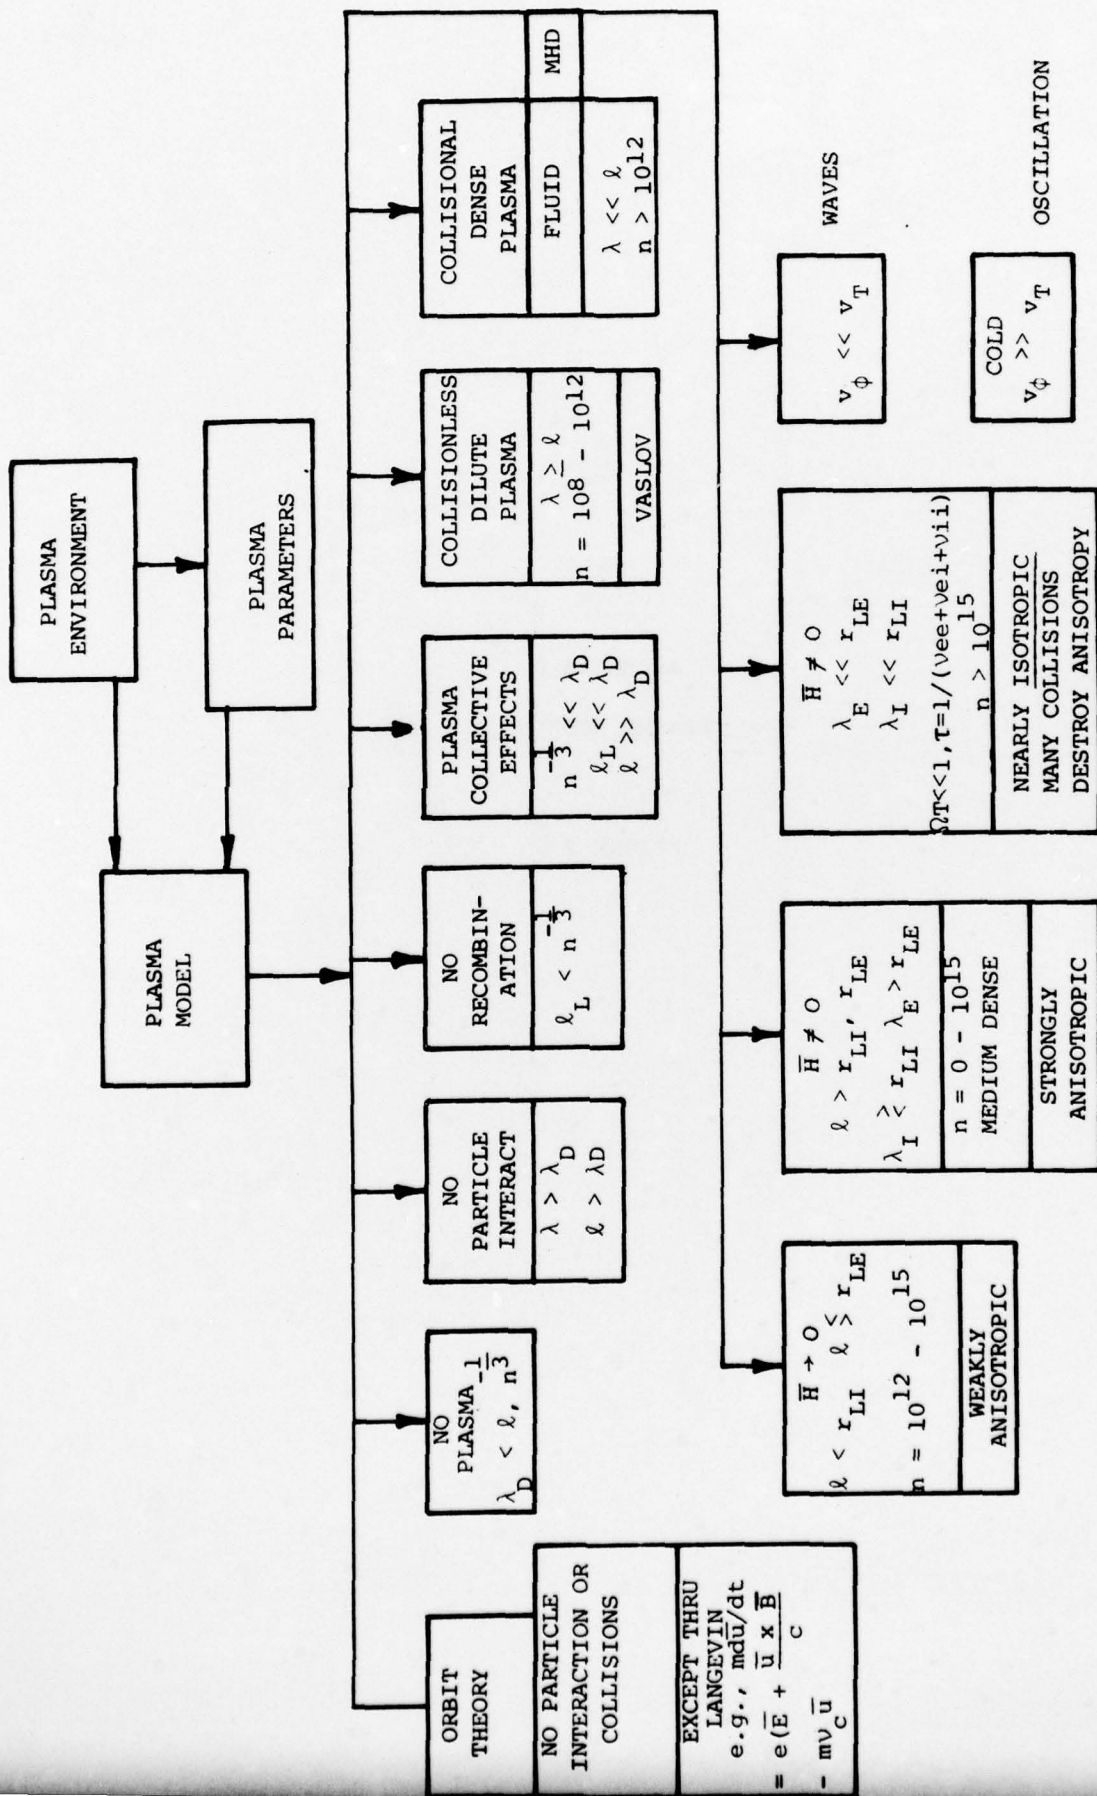 PLASMA
ENVIRONMENT
PLASMA
PARAMETERS
PLASMA
MODEL
ORBIT
THEORY
NO PARTICLE
INTERACTION OR
COLLISIONS
EXCEPT THRU
LANGEVIN
e.g., mdu̅/dt
= e(E̅ + u̅ x B̅/c
- mν_c u̅
NO
PLASMA
λ_D < ℓ, n^-1/3
NO
PARTICLE
INTERACT
λ > λ_D
ℓ > λD
NO
RECOMBIN-
ATION
ℓ_L < n^-1/3
PLASMA
COLLECTIVE
EFFECTS
n^-1/3 << λ_D
ℓ_L << λ_D
ℓ >> λ_D
COLLISIONLESS
DILUTE
PLASMA
λ ≥ ℓ
n = 10^8 - 10^12
VASLOV
COLLISIONAL
DENSE
PLASMA
FLUID
MHD
λ << ℓ
n > 10^12
H̅ → O
ℓ < r_LI ℓ ≷ r_LE
n = 10^12 - 10^15
WEAKLY
ANISOTROPIC
H̅ ≠ O
ℓ > r_LI, r_LE
λ_I ≷ r_LI λ_E > r_LE
n = 0 - 10^15
MEDIUM DENSE
STRONGLY
ANISOTROPIC
H̅ ≠ O
λ_E << r_LE
λ_I << r_LI
ΩT<<1,τ=1/(νee+νei+νii)
n > 10^15
NEARLY ISOTROPIC
MANY COLLISIONS
DESTROY ANISOTROPY
v_ϕ << v_T
WAVES
COLD
v_ϕ >> v_T
OSCILLATION